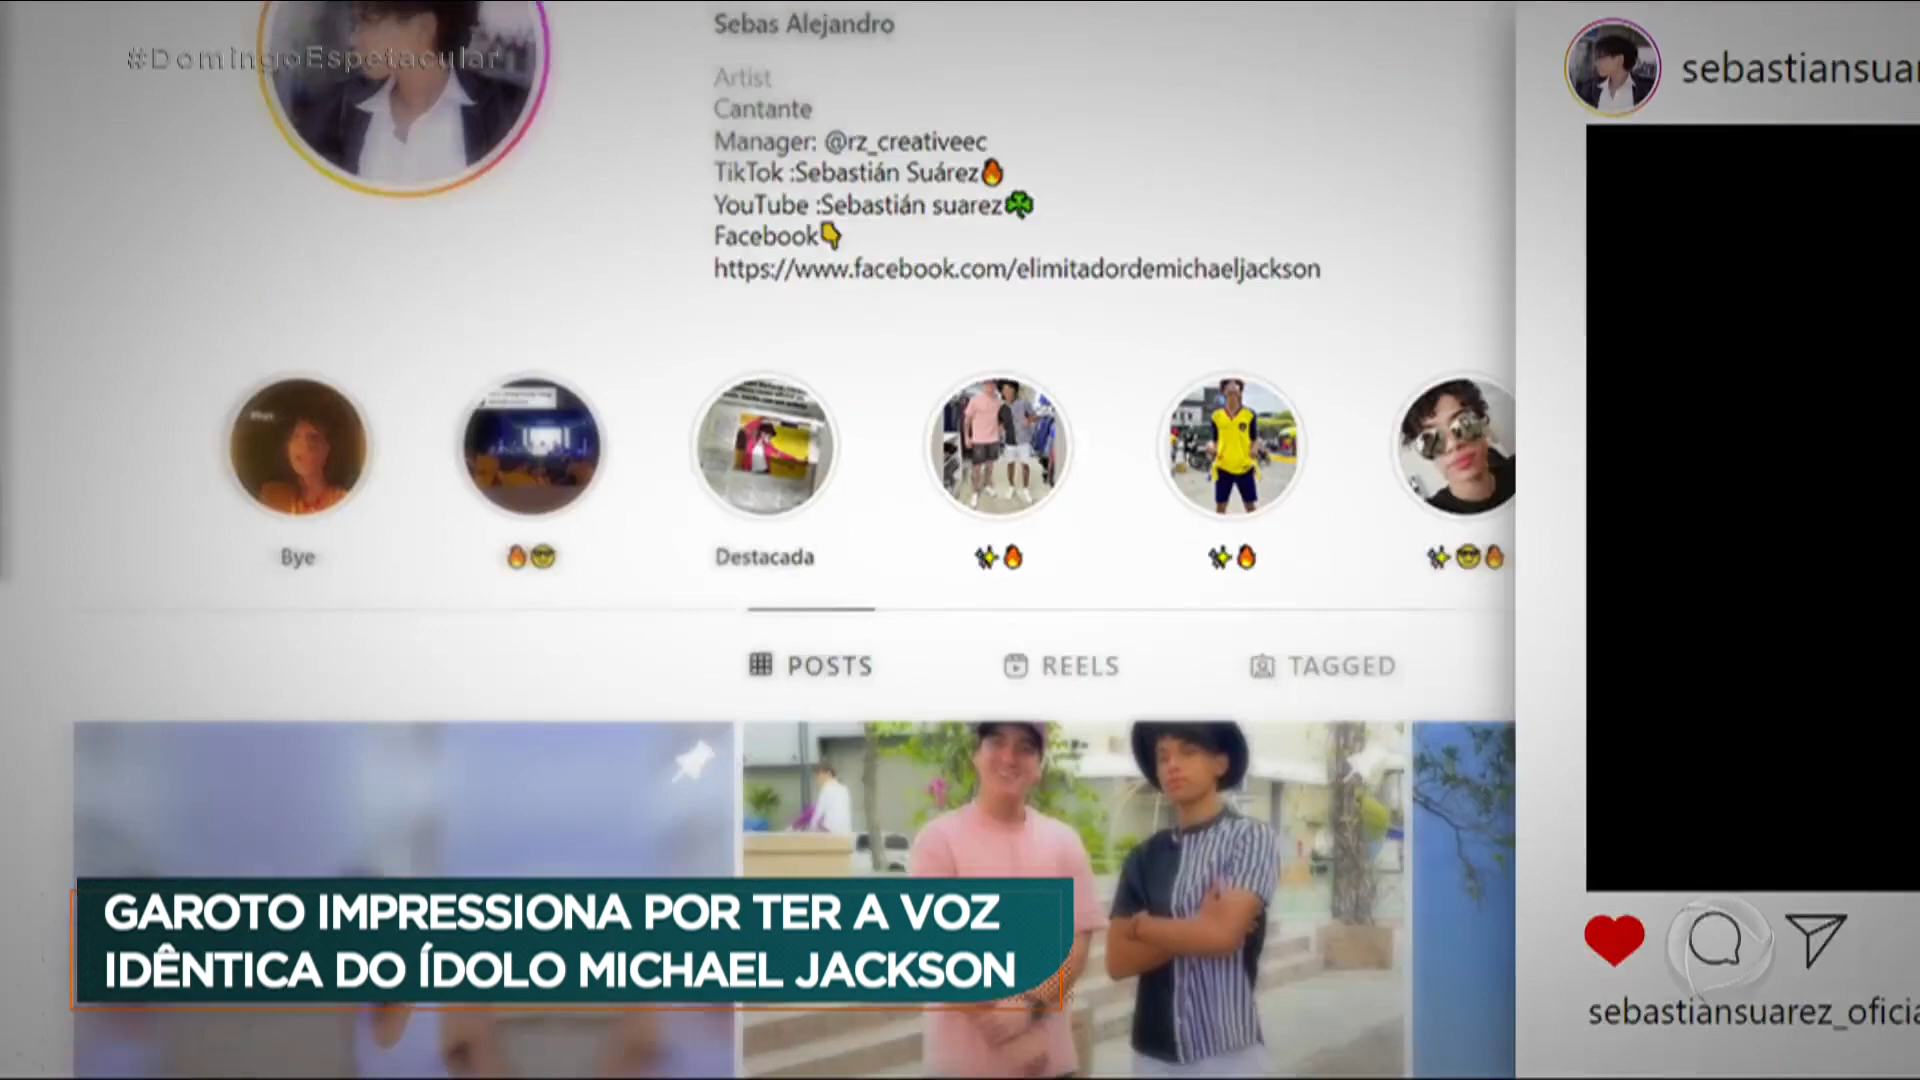 #DomingoEspetacular
Sebas Alejandro
Artist
Cantante
Manager: @rz_creativeec
TikTok :Sebastián Suárez🔥
YouTube :Sebastián suarez☘
Facebook👇
https://www.facebook.com/elimitadordemichaeljackson
Bye
🔥😎
Destacada
✨🔥
✨🔥
✨😎🔥
POSTS
REELS
TAGGED
sebastiansuar
sebastiansuarez_oficia
GAROTO IMPRESSIONA POR TER A VOZ
IDÊNTICA DO ÍDOLO MICHAEL JACKSON